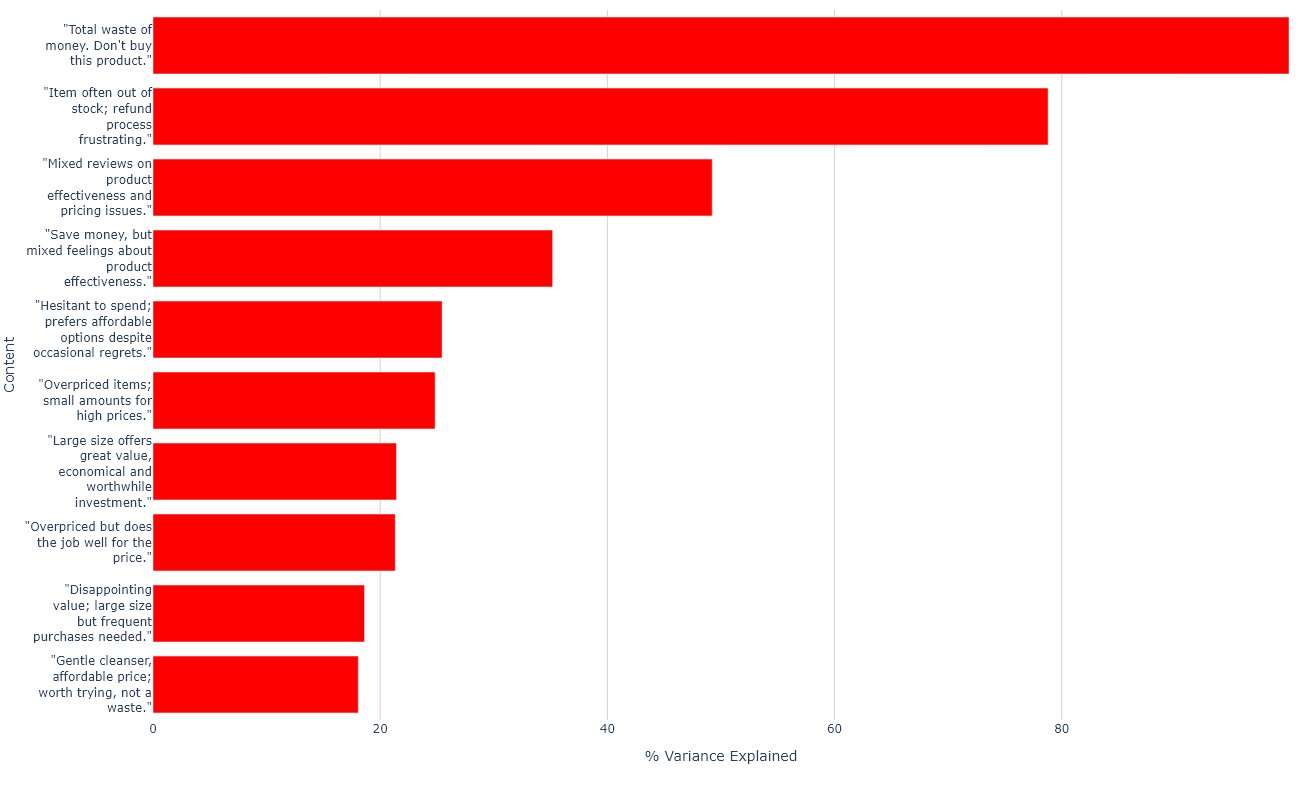 "Total waste of
money. Don't buy
this product."
"Item often out of
stock; refund
process
frustrating."
"Mixed reviews on
product
effectiveness and
pricing issues."
"Save money, but
mixed feelings about
product
effectiveness."
"Hesitant to spend;
prefers affordable
options despite
occasional regrets."
"Overpriced items;
small amounts for
high prices."
"Large size offers
great value,
economical and
worthwhile
investment."
"Overpriced but does
the job well for the
price."
"Disappointing
value; large size
but frequent
purchases needed."
"Gentle cleanser,
affordable price;
worth trying, not a
waste."
Content
0 20 40 60 80
% Variance Explained